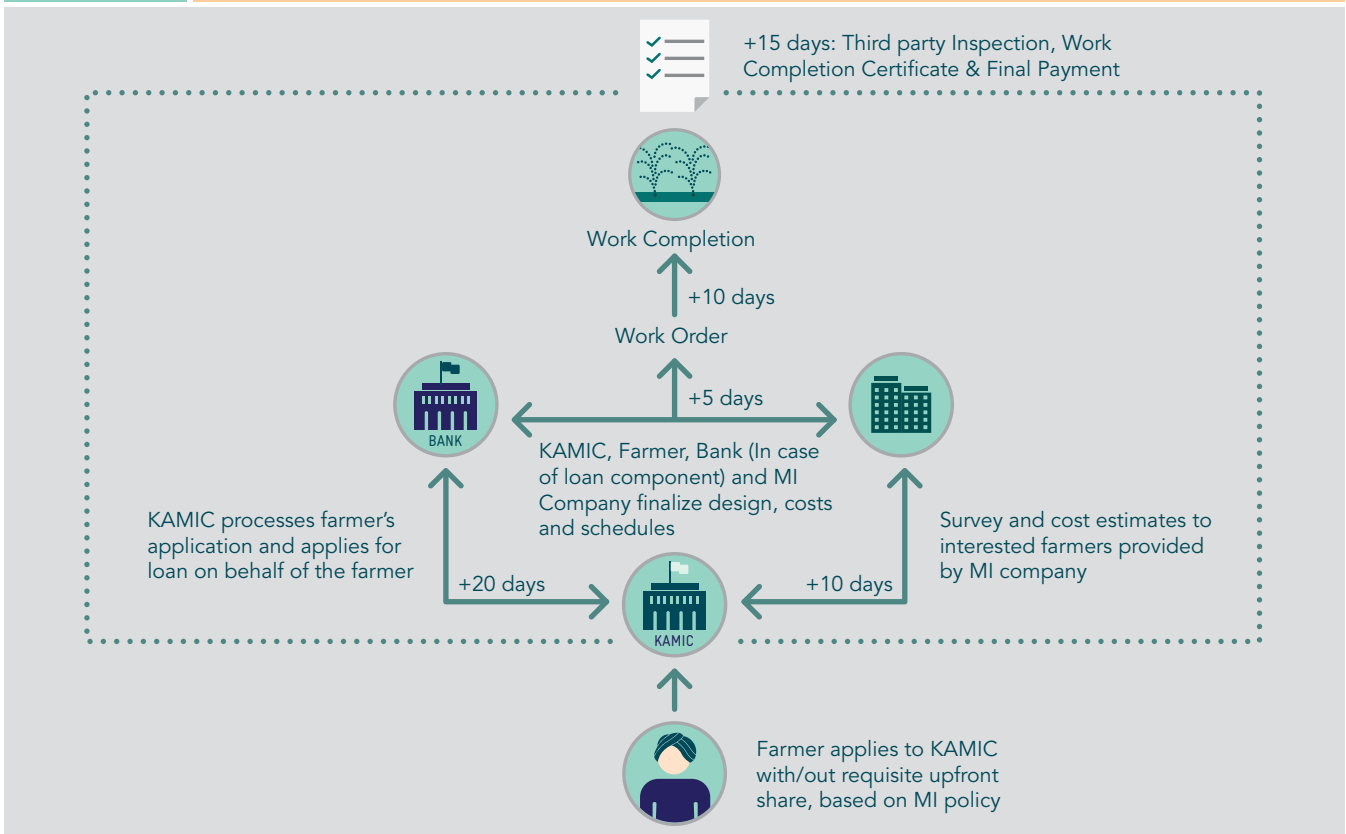 +15 days: Third party Inspection, Work
Completion Certificate & Final Payment
Work Completion
+10 days
Work Order
+5 days
BANK
KAMIC, Farmer, Bank (In case
of loan component) and MI
Company finalize design, costs
and schedules
KAMIC processes farmer’s
application and applies for
loan on behalf of the farmer
+20 days
Survey and cost estimates to
interested farmers provided
by MI company
+10 days
KAMIC
Farmer applies to KAMIC
with/out requisite upfront
share, based on MI policy